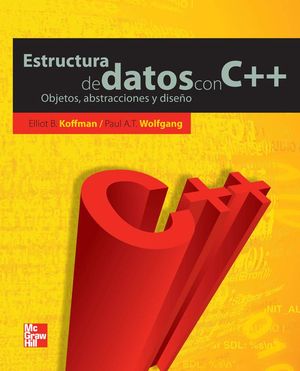 Estructura
de datos con C++
Objetos, abstracciones y diseño
Elliot B. Koffman / Paul A.T. Wolfgang
C++
Mc
Graw
Hill